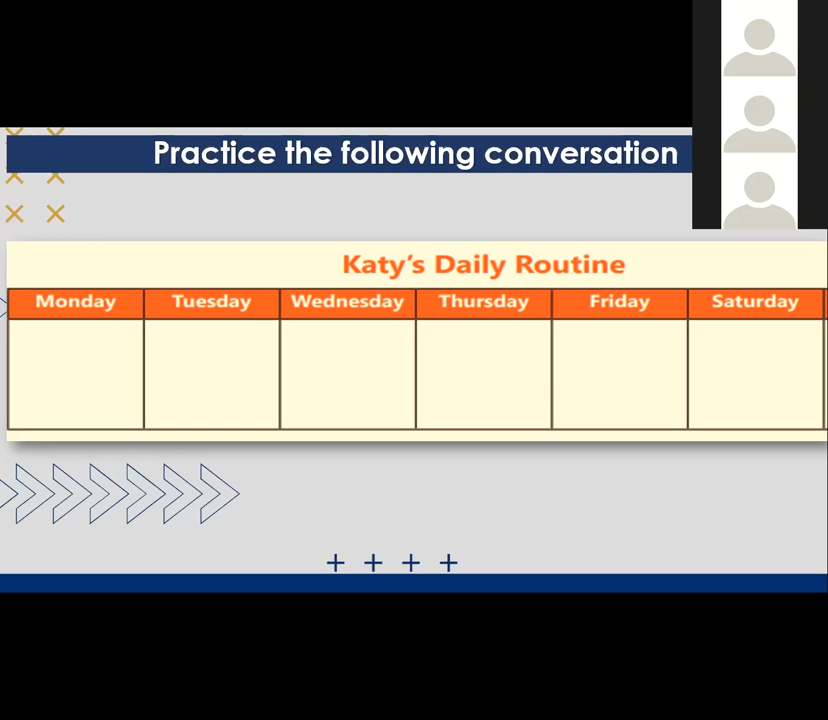 Practice the following conversation
Katy's Daily Routine
Monday Tuesday Wednesday Thursday Friday Saturday